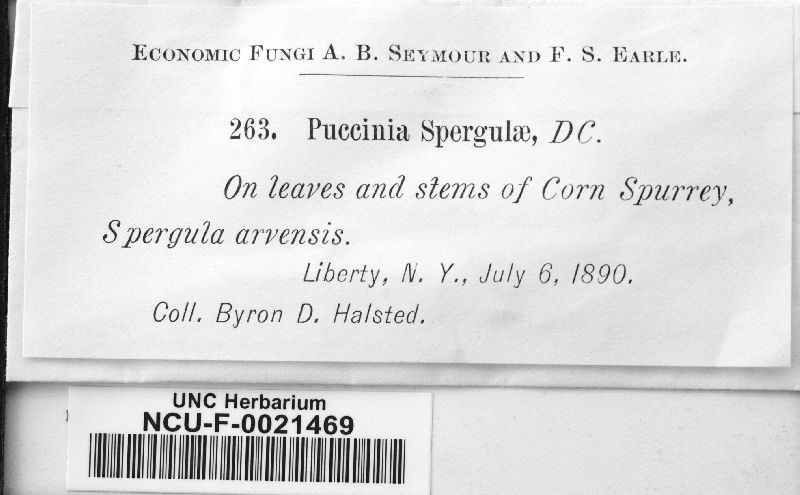 Economic Fungi A. B. Seymour and F. S. Earle.
263. Puccinia Spergulæ, DC.
On leaves and stems of Corn Spurrey,
Spergula arvensis.
Liberty, N. Y., July 6, 1890.
Coll. Byron D. Halsted.
UNC Herbarium
NCU-F-0021469